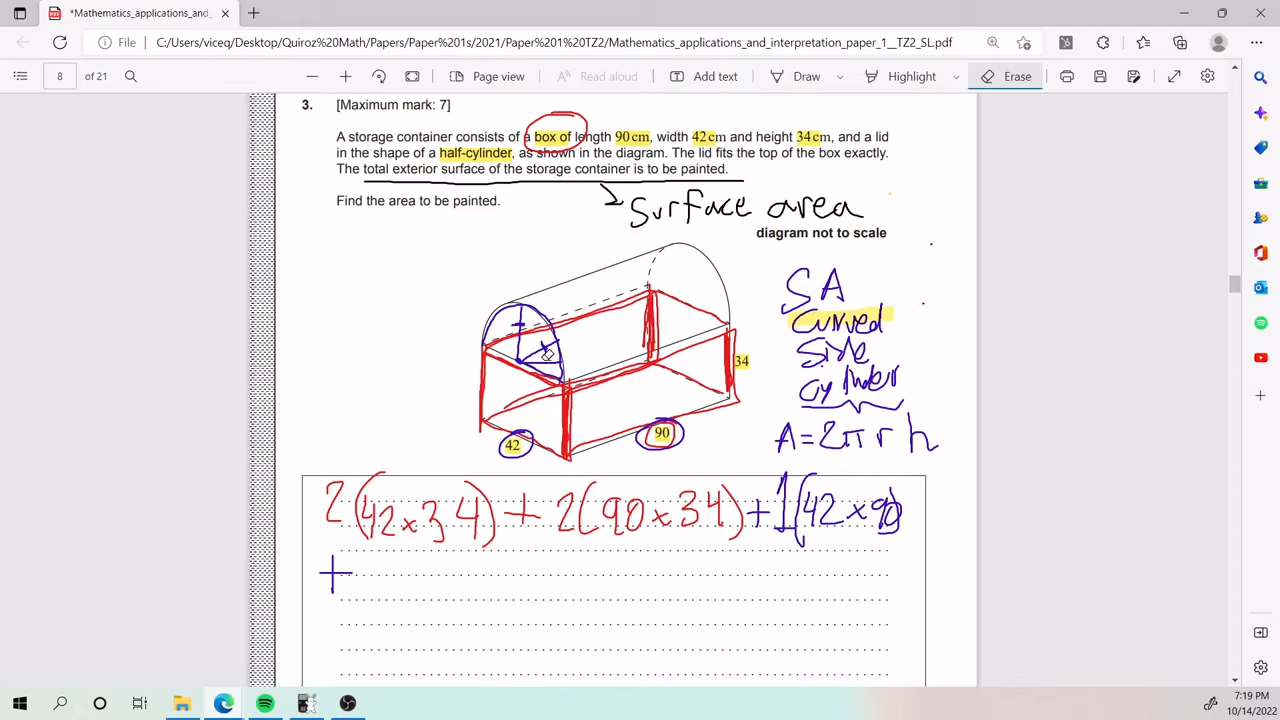 *Mathematics_applications_and_
File
C:/Users/viceq/Desktop/Quiroz%20Math/Papers/Paper%201s/2021/Paper%201%20TZ2/Mathematics_applications_and_interpretation_paper_1__TZ2_SL.pdf
8 of 21
Page view
Read aloud
Add text
Draw
Highlight
Erase
3. [Maximum mark: 7]
A storage container consists of a box of length 90 cm, width 42 cm and height 34 cm, and a lid
in the shape of a half-cylinder, as shown in the diagram. The lid fits the top of the box exactly.
The total exterior surface of the storage container is to be painted.
Find the area to be painted.
Surface area
diagram not to scale
SA
curved
side
cylinder
A=2πrh
34
42
90
2(42×34)+2(90×34)+1(42×90)
+
7:19 PM
10/14/2022